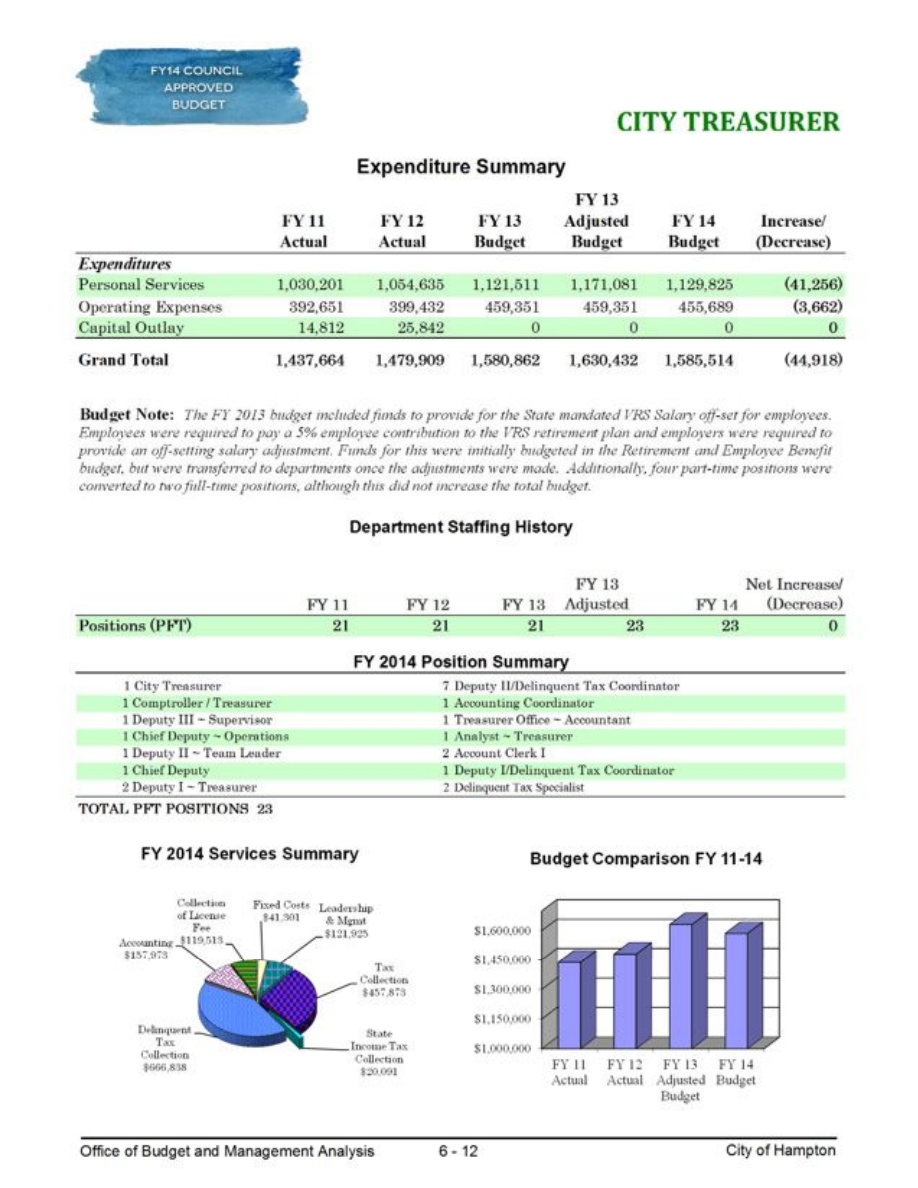 FY14 COUNCIL
APPROVED
BUDGET
CITY TREASURER
Expenditure Summary
FY 11 Actual FY 12 Actual FY 13 Budget FY 13 Adjusted Budget FY 14 Budget Increase/ (Decrease)
Expenditures
Personal Services 1,030,201 1,054,635 1,121,511 1,171,081 1,129,825 (41,256)
Operating Expenses 392,651 399,432 459,351 459,351 455,689 (3,662)
Capital Outlay 14,812 25,842 0 0 0 0
Grand Total 1,437,664 1,479,909 1,580,862 1,630,432 1,585,514 (44,918)
Budget Note: The FY 2013 budget included funds to provide for the State mandated VRS Salary off-set for employees.
Employees were required to pay a 5% employee contribution to the VRS retirement plan and employers were required to
provide an off-setting salary adjustment. Funds for this were initially budgeted in the Retirement and Employee Benefit
budget, but were transferred to departments once the adjustments were made. Additionally, four part-time positions were
converted to two full-time positions, although this did not increase the total budget.
Department Staffing History
FY 11 FY 12 FY 13 FY 13 Adjusted FY 14 Net Increase/ (Decrease)
Positions (PFT) 21 21 21 23 23 0
FY 2014 Position Summary
1 City Treasurer 7 Deputy II/Delinquent Tax Coordinator
1 Comptroller / Treasurer 1 Accounting Coordinator
1 Deputy III ~ Supervisor 1 Treasurer Office ~ Accountant
1 Chief Deputy ~ Operations 1 Analyst ~ Treasurer
1 Deputy II ~ Team Leader 2 Account Clerk I
1 Chief Deputy 1 Deputy I/Delinquent Tax Coordinator
2 Deputy I ~ Treasurer 2 Delinquent Tax Specialist
TOTAL PFT POSITIONS 23
FY 2014 Services Summary
Collection
of License
Fee
$119,513
Fixed Costs
$41,301
Leadership
& Mgmt
$121,925
Accounting
$157,973
Tax
Collection
$457,873
Delinquent
Tax
Collection
$666,838
State
Income Tax
Collection
$20,091
Budget Comparison FY 11-14
$1,600,000
$1,450,000
$1,300,000
$1,150,000
$1,000,000
FY 11 FY 12 FY 13 FY 14
Actual Actual Adjusted Budget
Budget
Office of Budget and Management Analysis 6 - 12 City of Hampton